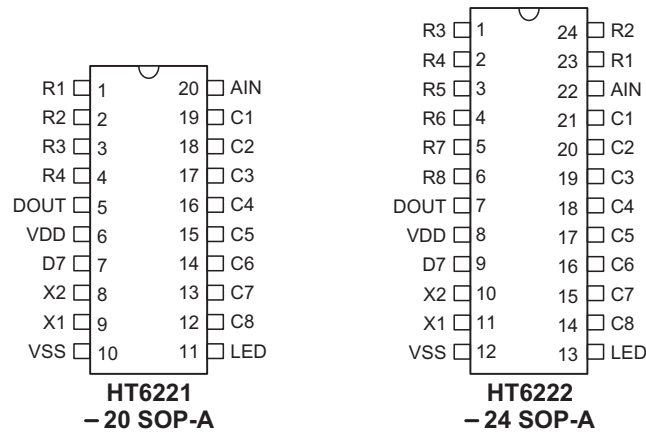 R1 1 20 AIN
R2 2 19 C1
R3 3 18 C2
R4 4 17 C3
DOUT 5 16 C4
VDD 6 15 C5
D7 7 14 C6
X2 8 13 C7
X1 9 12 C8
VSS 10 11 LED
HT6221
– 20 SOP-A
R3 1 24 R2
R4 2 23 R1
R5 3 22 AIN
R6 4 21 C1
R7 5 20 C2
R8 6 19 C3
DOUT 7 18 C4
VDD 8 17 C5
D7 9 16 C6
X2 10 15 C7
X1 11 14 C8
VSS 12 13 LED
HT6222
– 24 SOP-A